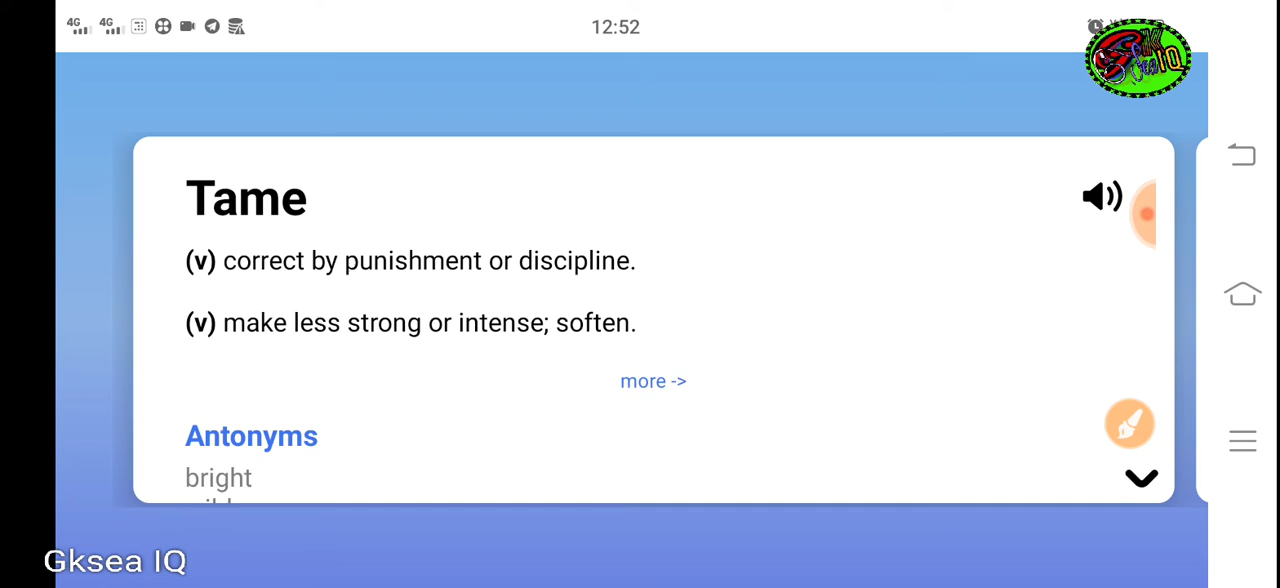 4G 4G 12:52
Tame
(v) correct by punishment or discipline.
(v) make less strong or intense; soften.
more ->
Antonyms
bright
Gksea IQ